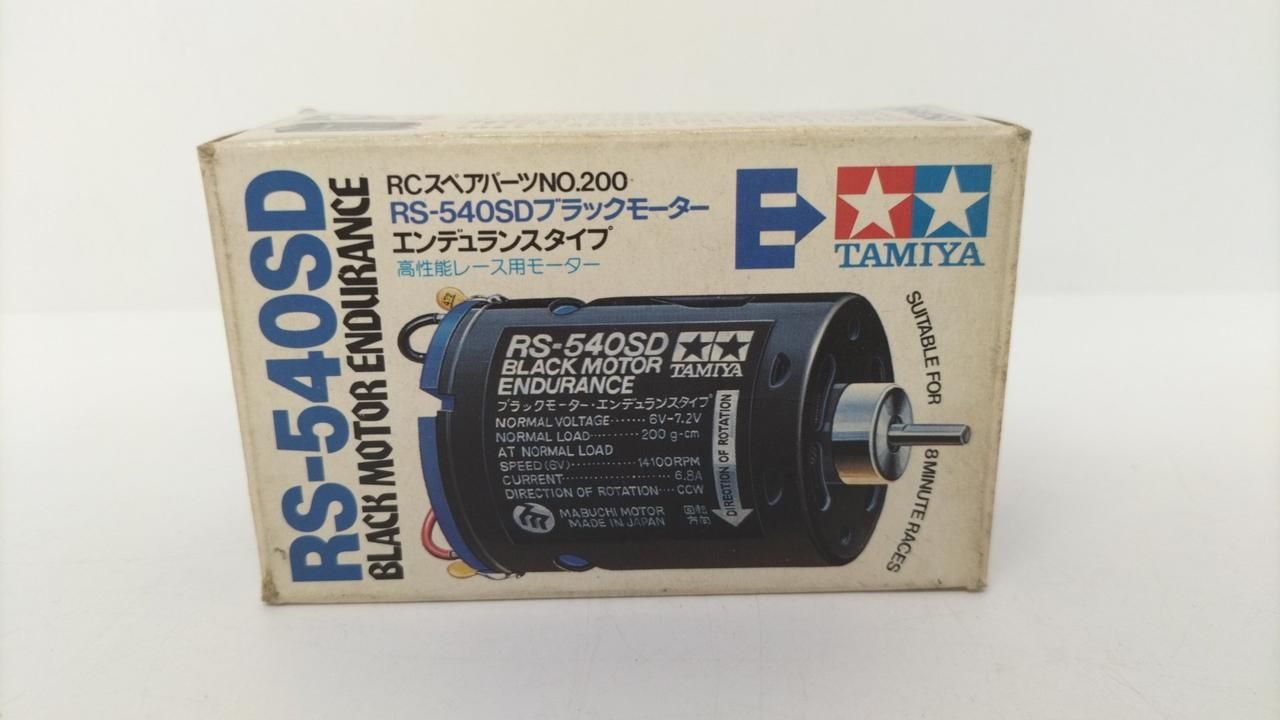 RS-540SD
BLACK MOTOR ENDURANCE
RCスペアパーツNO.200
RS-540SDブラックモーター
エンデュランスタイプ
高性能レース用モーター
E
TAMIYA
RS-540SD
BLACK MOTOR
ENDURANCE
TAMIYA
ブラックモーター・エンデュランスタイプ
NORMAL VOLTAGE······· 6V-7.2V
NORMAL LOAD··········· 200 g-cm
AT NORMAL LOAD
SPEED (6V)··············· 14100RPM
CURRENT··················· 6.8A
DIRECTION OF ROTATION···· CCW
MABUCHI MOTOR
MADE IN JAPAN
回転
方向
DIRECTION OF ROTATION
SUITABLE FOR 8 MINUTE RACES